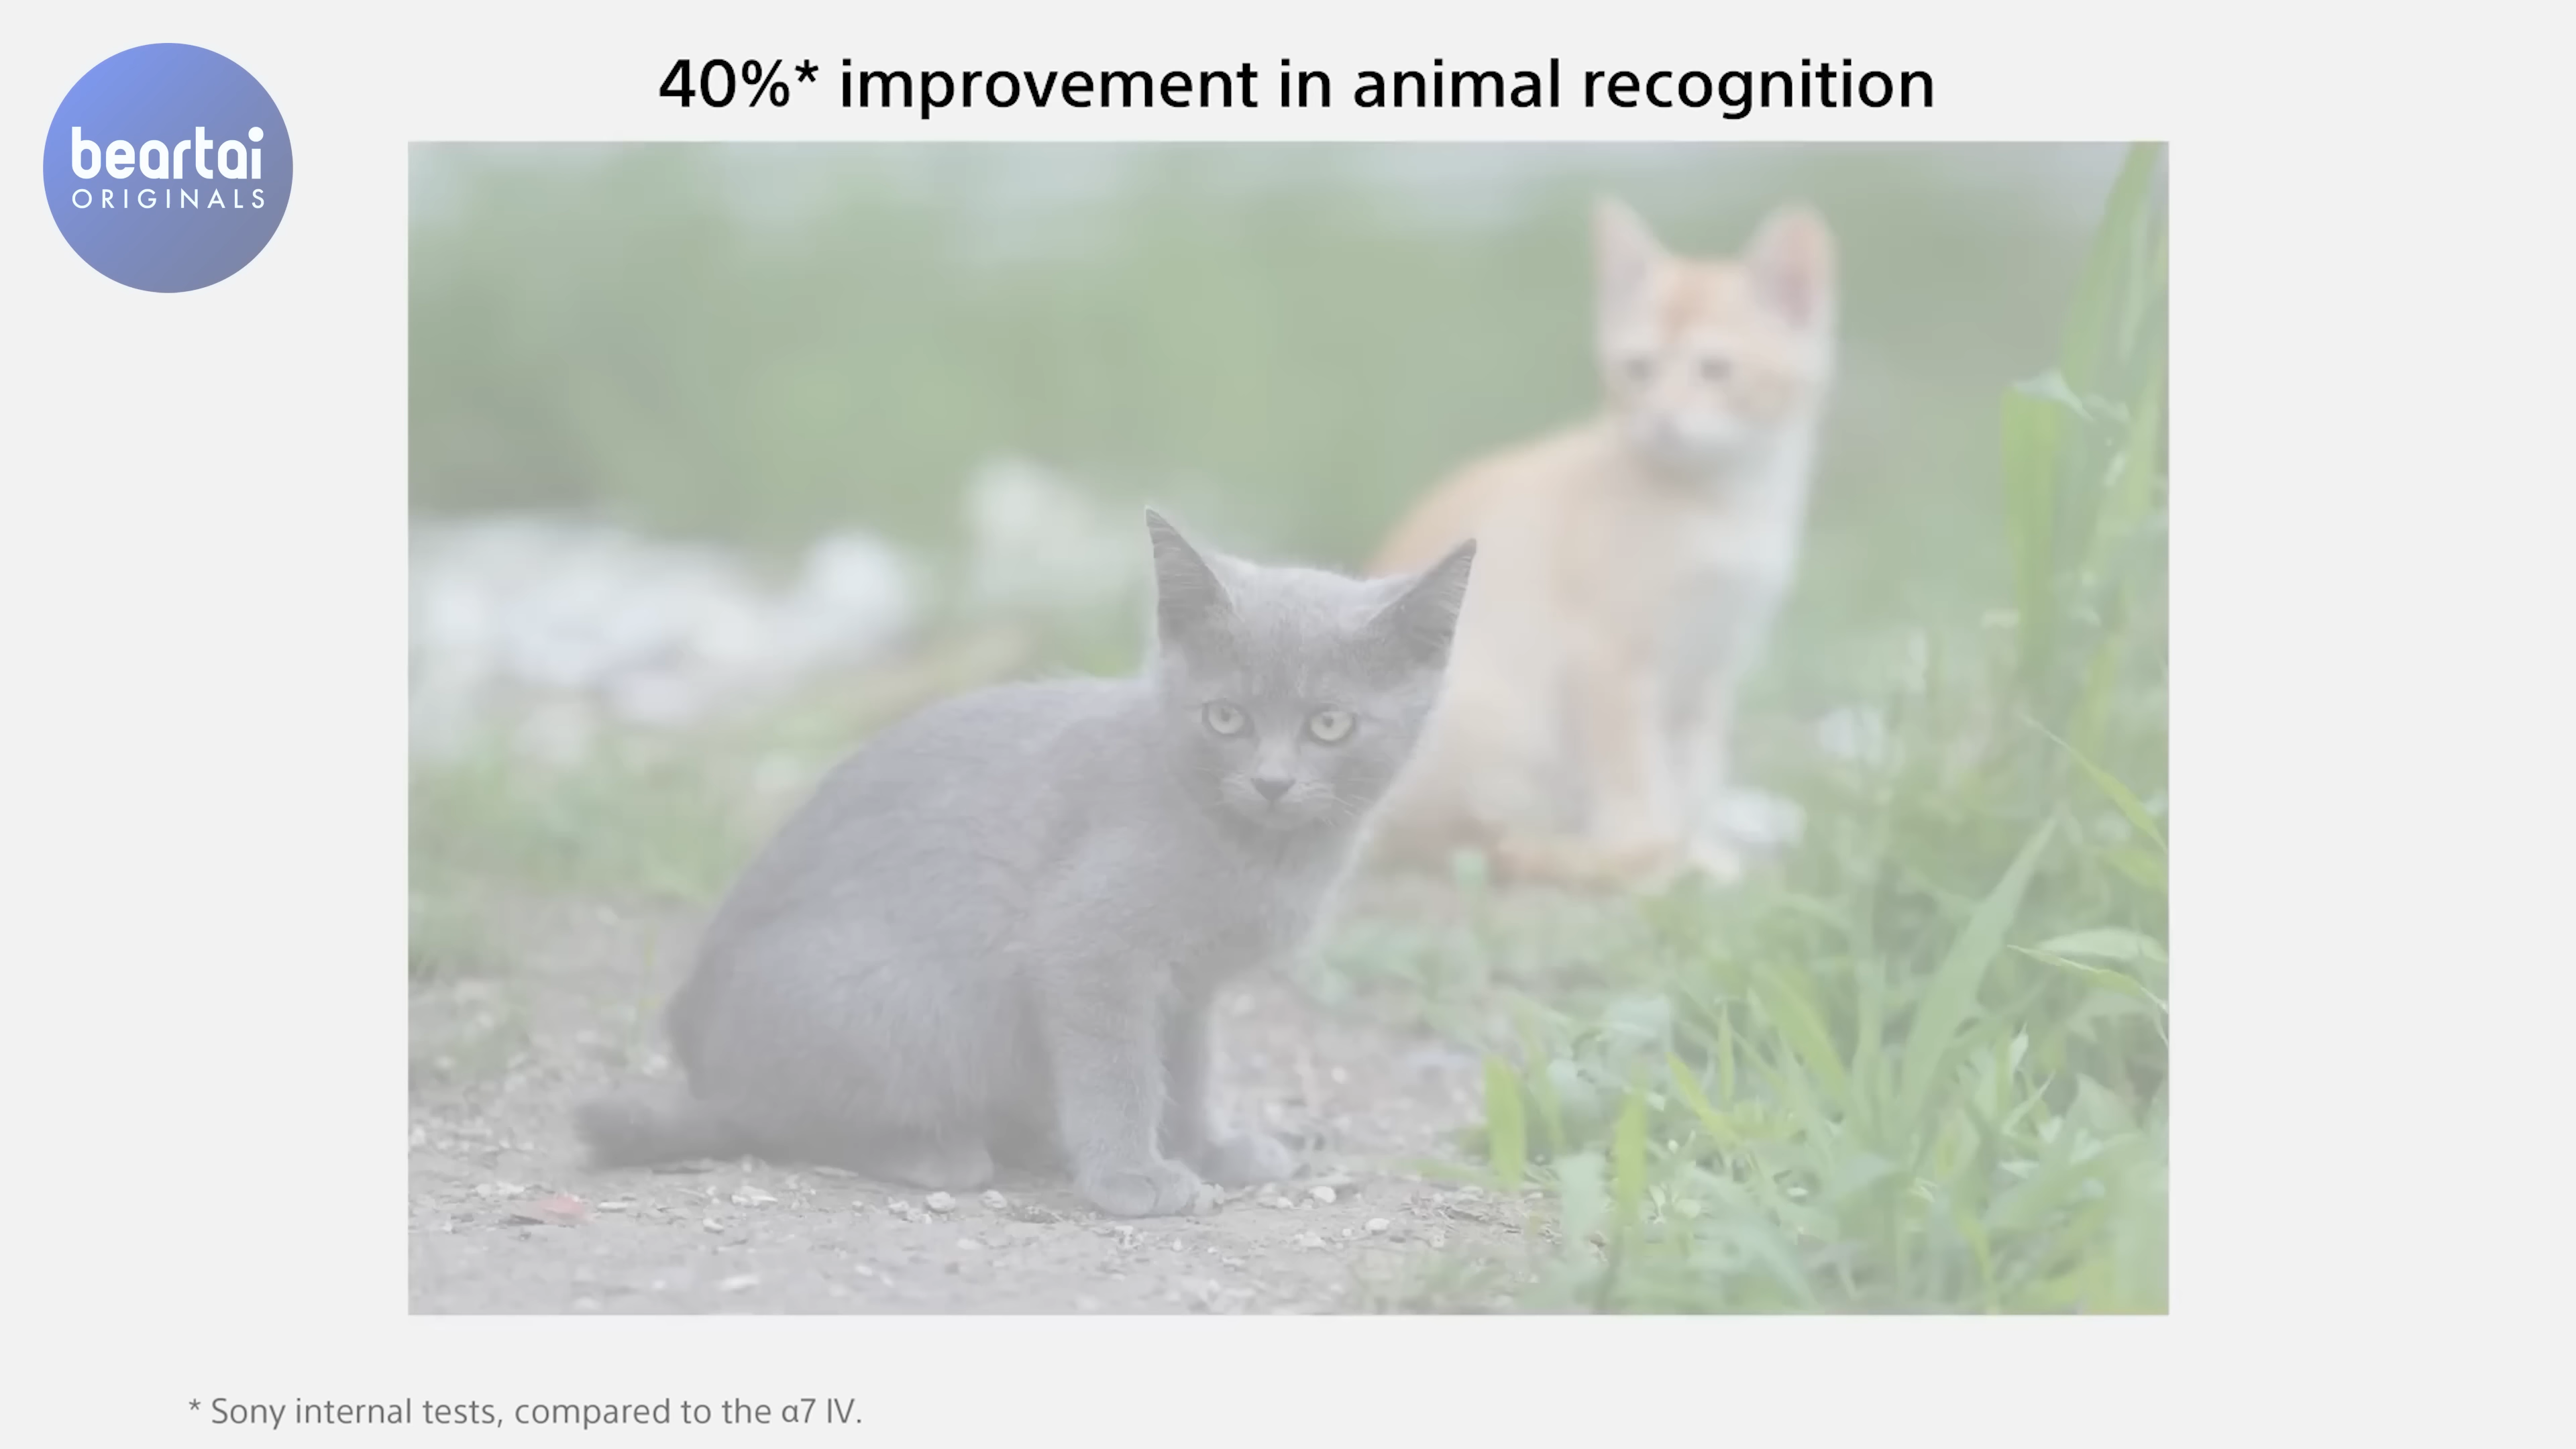 beartai
ORIGINALS
40%* improvement in animal recognition
* Sony internal tests, compared to the α7 IV.